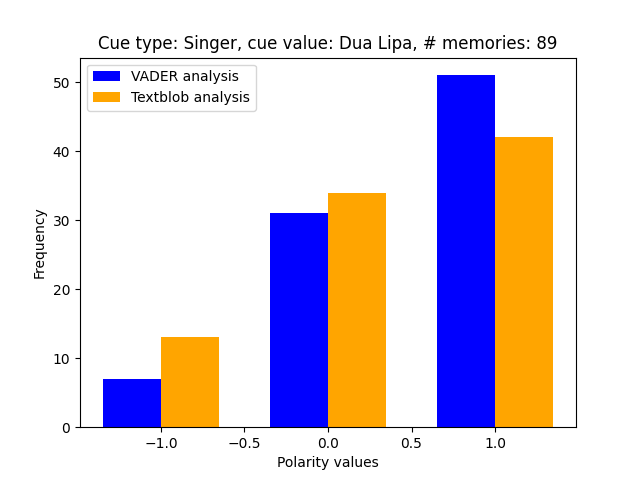 Cue type: Singer, cue value: Dua Lipa, # memories: 89
VADER analysis
Textblob analysis
Frequency
50
40
30
20
10
0
−1.0 −0.5 0.0 0.5 1.0
Polarity values